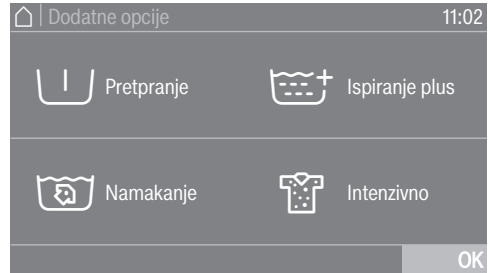 Dodatne opcije 11:02
Pretpranje
Ispiranje plus
Namakanje
Intenzivno
OK